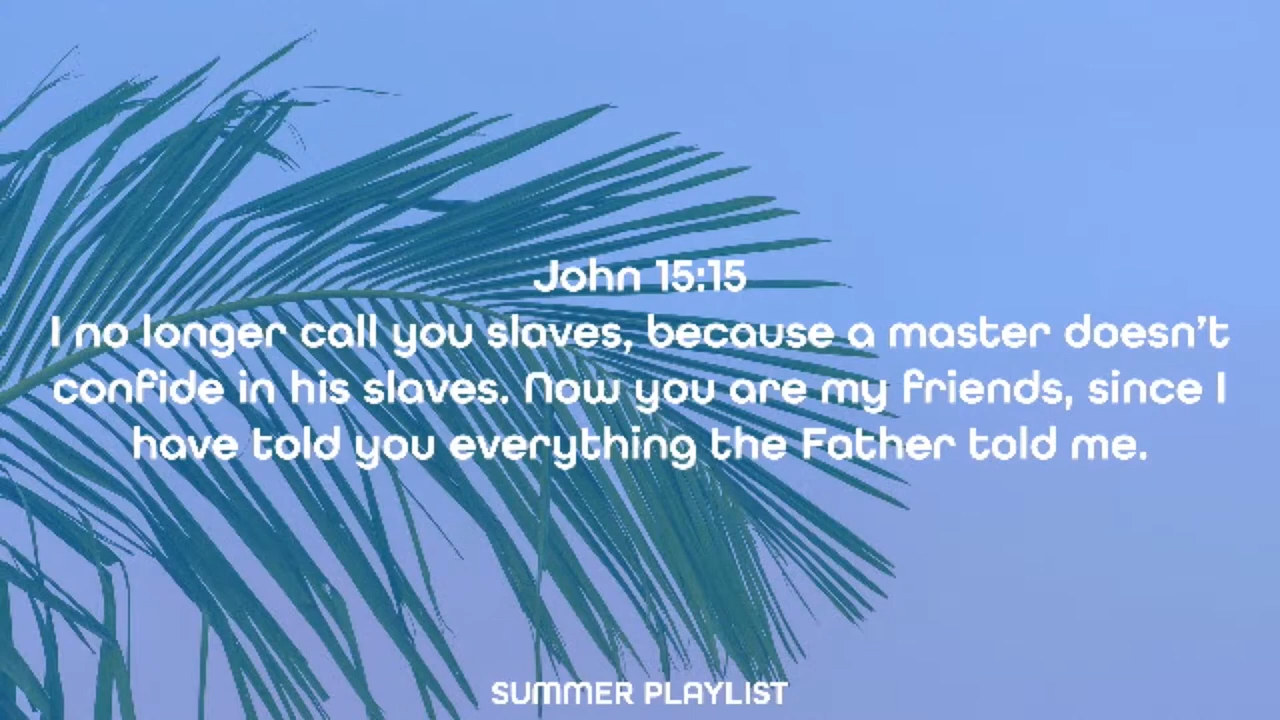 John 15:15
I no longer call you slaves, because a master doesn’t
confide in his slaves. Now you are my friends, since I
have told you everything the Father told me.
SUMMER PLAYLIST